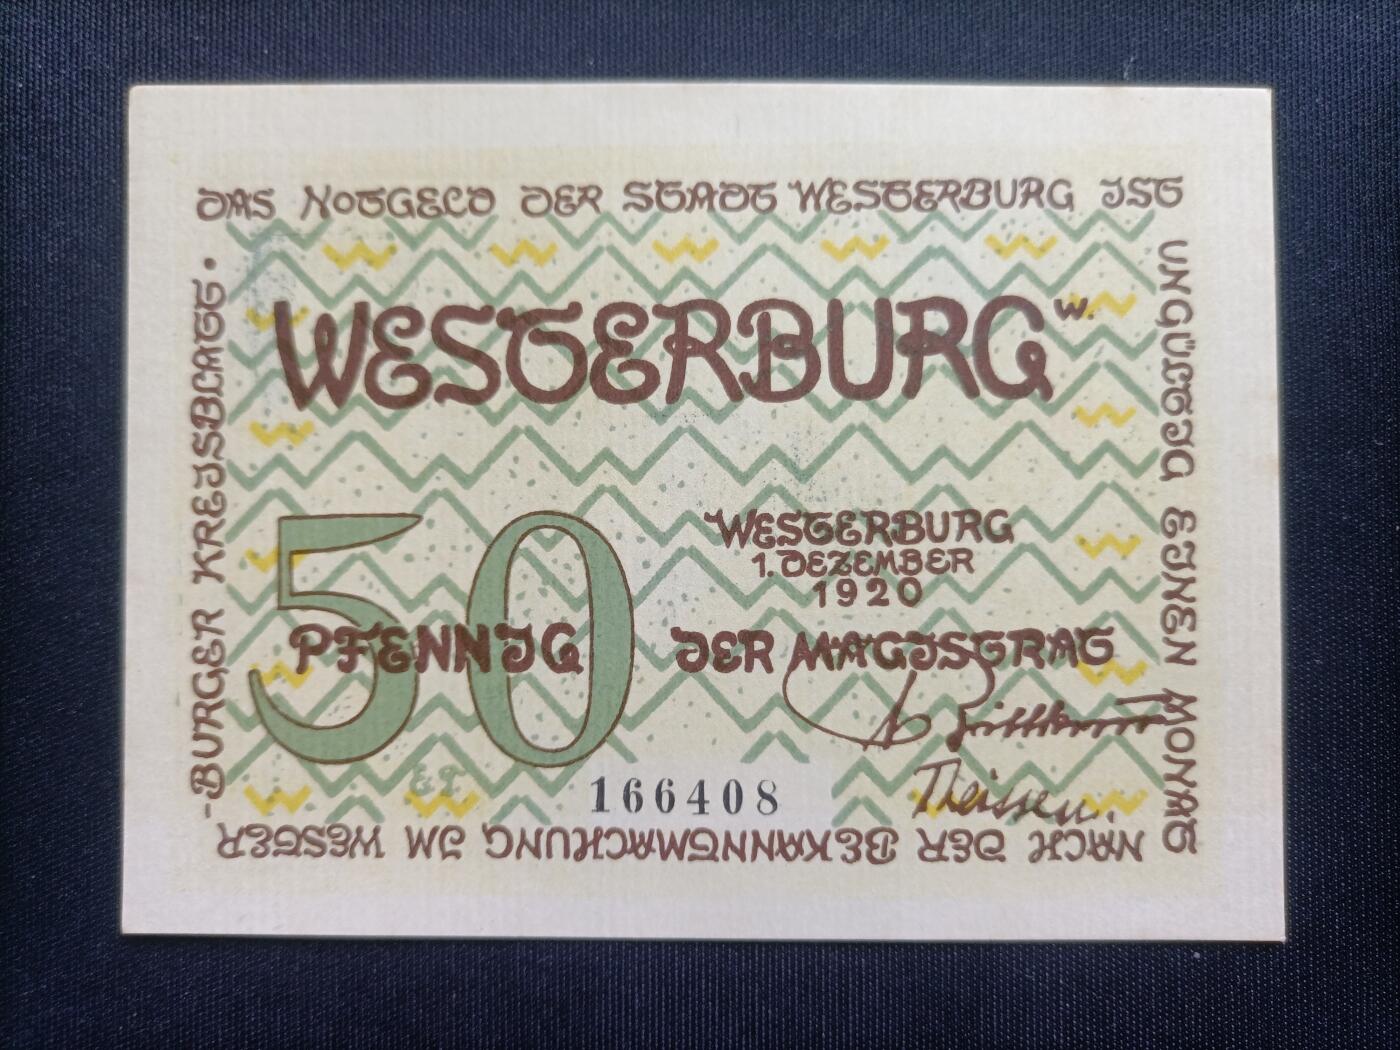 DAS NOTGELD DER STADT WESTERBURG IST
UNGÜLTIG EINEN MONAT
NACH DER BEKANNTMACHUNG IM WESTER
-BURGER KREISBLATT •
WESTERBURG W.
50
PFENNIG
WESTERBURG
1. DEZEMBER
1920
DER MAGISTRAT
Theissen.
166408